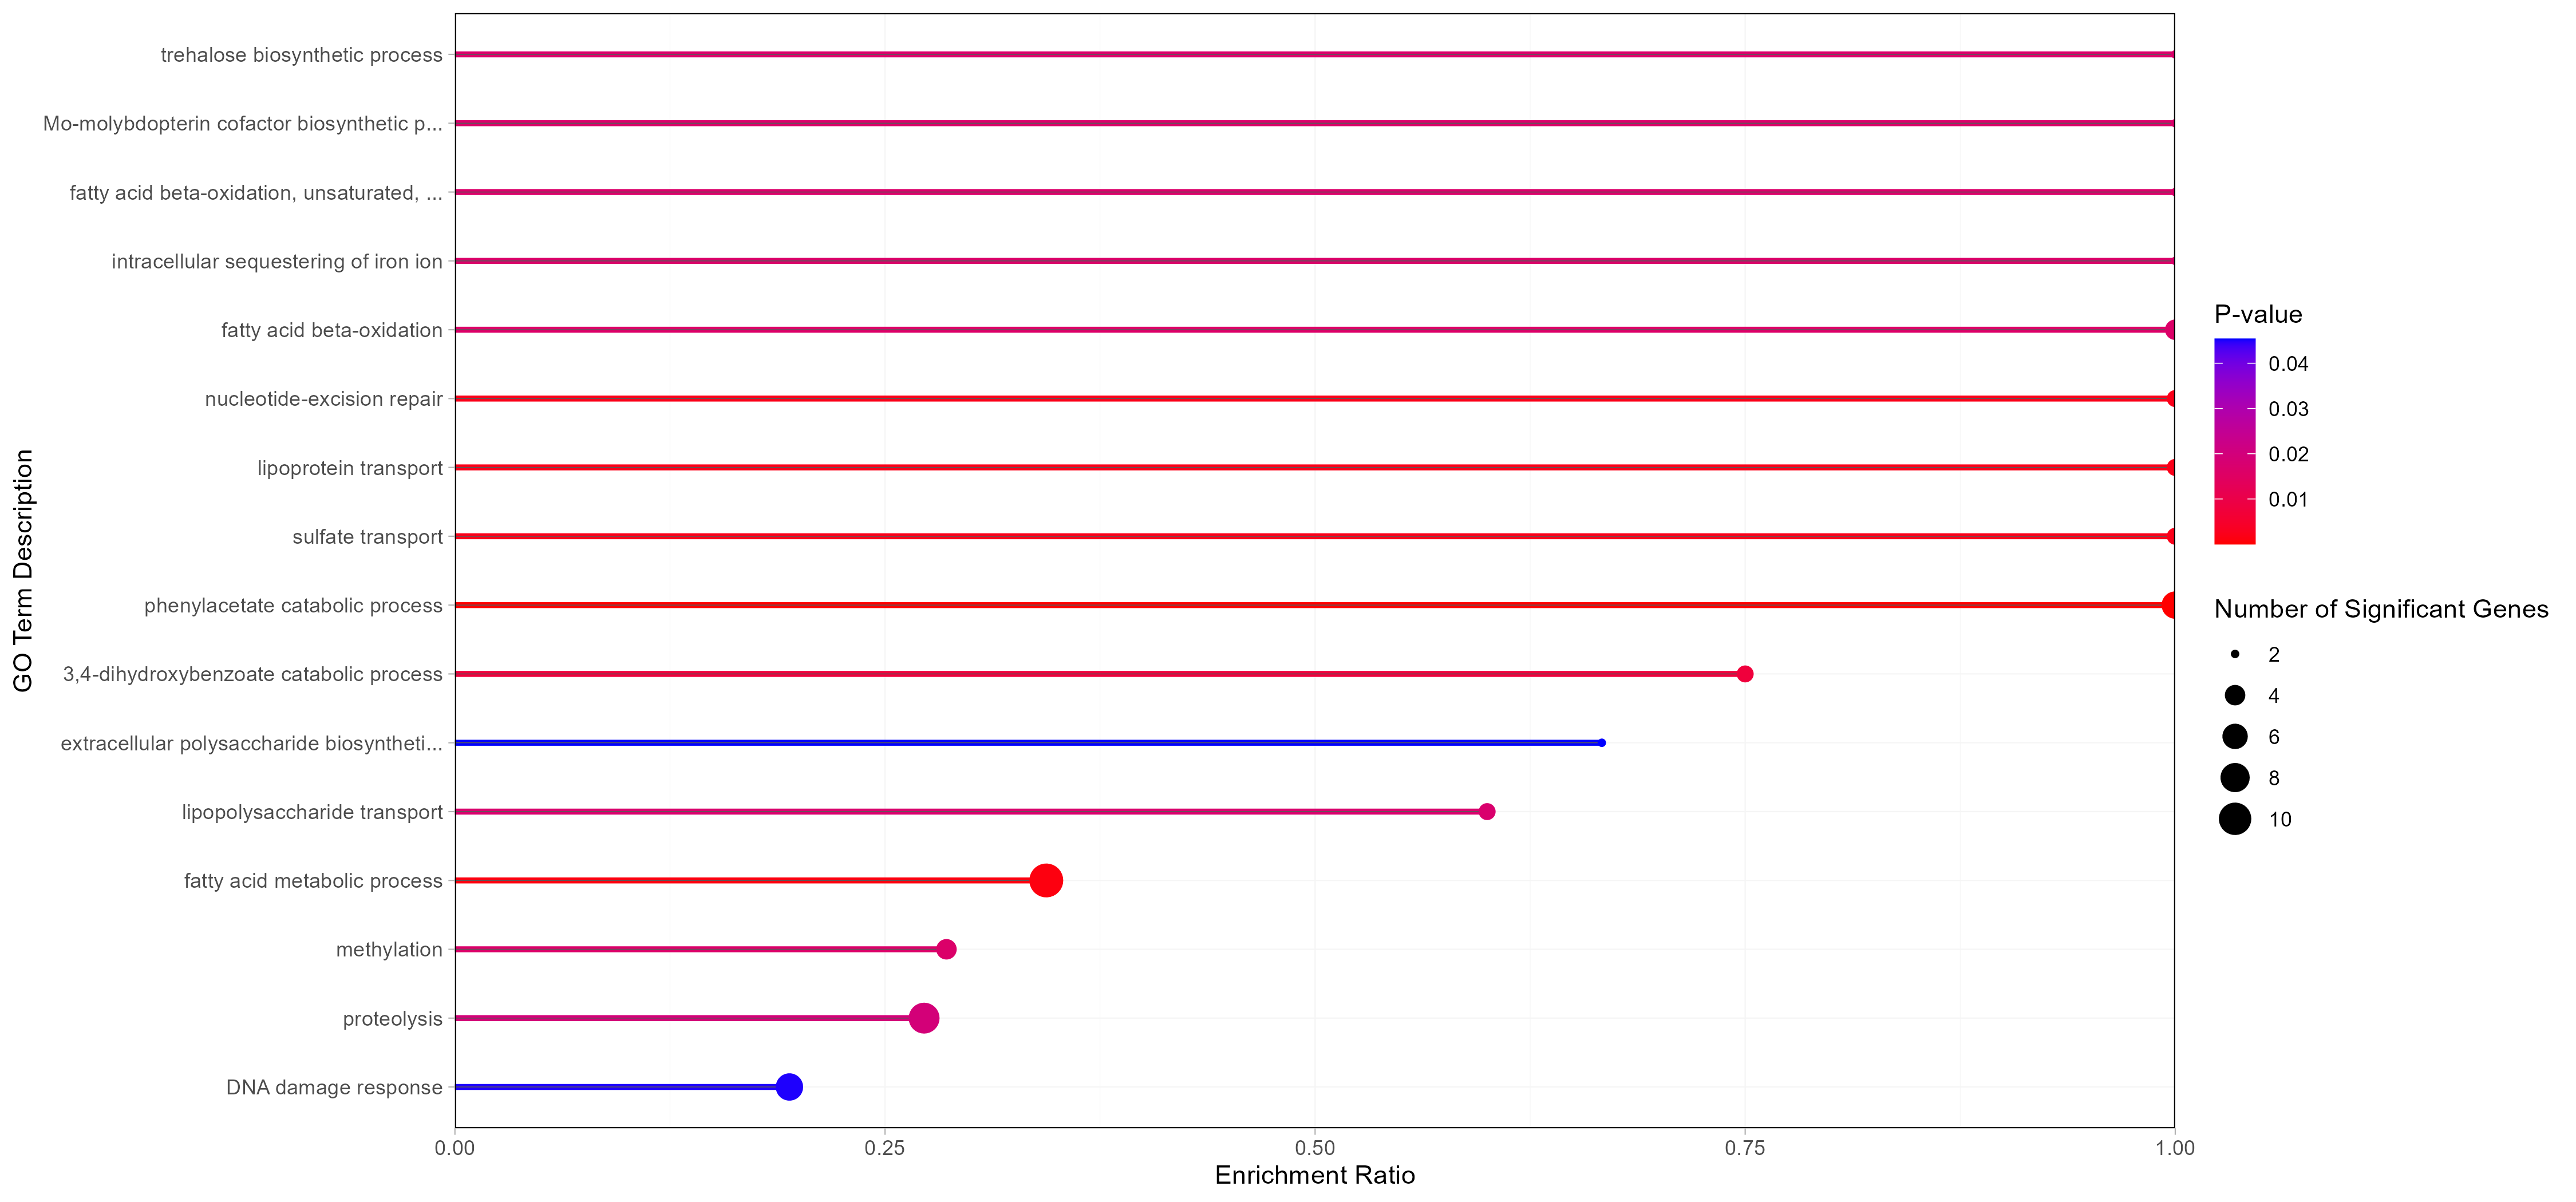 trehalose biosynthetic process
Mo-molybdopterin cofactor biosynthetic p...
fatty acid beta-oxidation, unsaturated, ...
intracellular sequestering of iron ion
fatty acid beta-oxidation
nucleotide-excision repair
lipoprotein transport
sulfate transport
phenylacetate catabolic process
3,4-dihydroxybenzoate catabolic process
extracellular polysaccharide biosyntheti...
lipopolysaccharide transport
fatty acid metabolic process
methylation
proteolysis
DNA damage response
GO Term Description
0.00
0.25
0.50
0.75
1.00
Enrichment Ratio
P-value
0.04
0.03
0.02
0.01
Number of Significant Genes
2
4
6
8
10